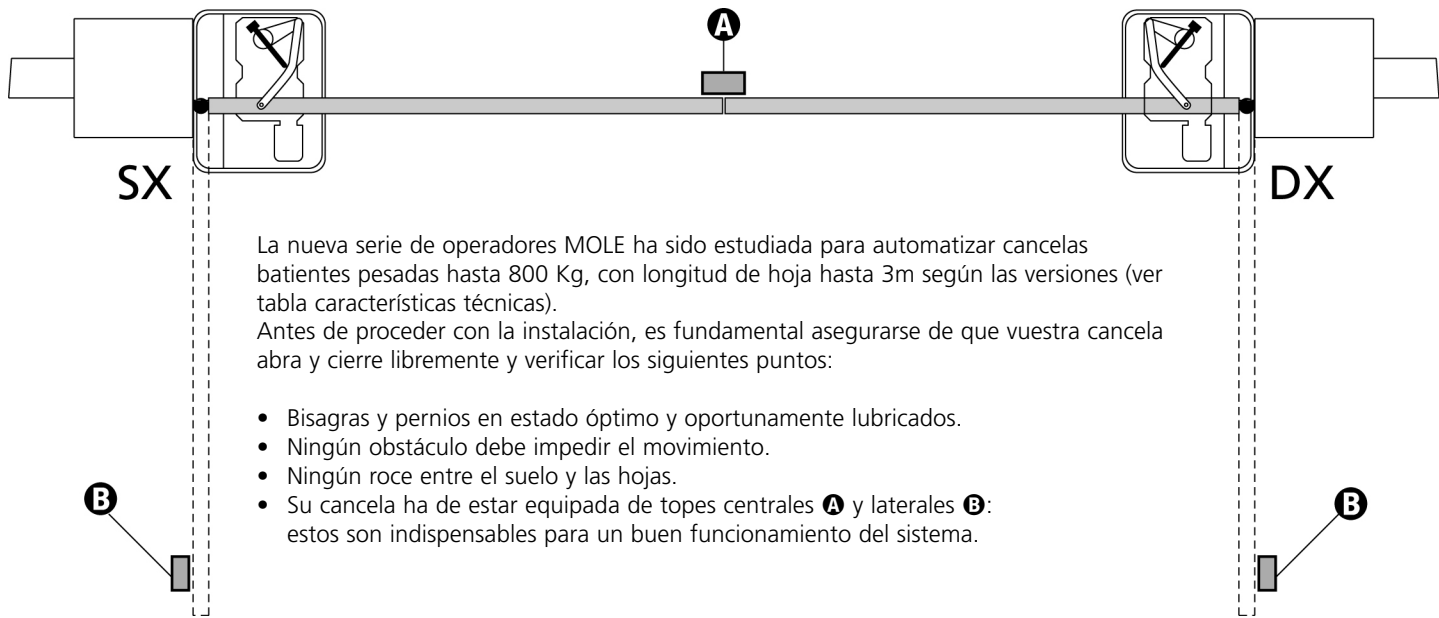 A
SX
DX
La nueva serie de operadores MOLE ha sido estudiada para automatizar cancelas
batientes pesadas hasta 800 Kg, con longitud de hoja hasta 3m según las versiones (ver
tabla características técnicas).
Antes de proceder con la instalación, es fundamental asegurarse de que vuestra cancela
abra y cierre libremente y verificar los siguientes puntos:
• Bisagras y pernios en estado óptimo y oportunamente lubricados.
• Ningún obstáculo debe impedir el movimiento.
• Ningún roce entre el suelo y las hojas.
• Su cancela ha de estar equipada de topes centrales A y laterales B:
estos son indispensables para un buen funcionamiento del sistema.
B
B